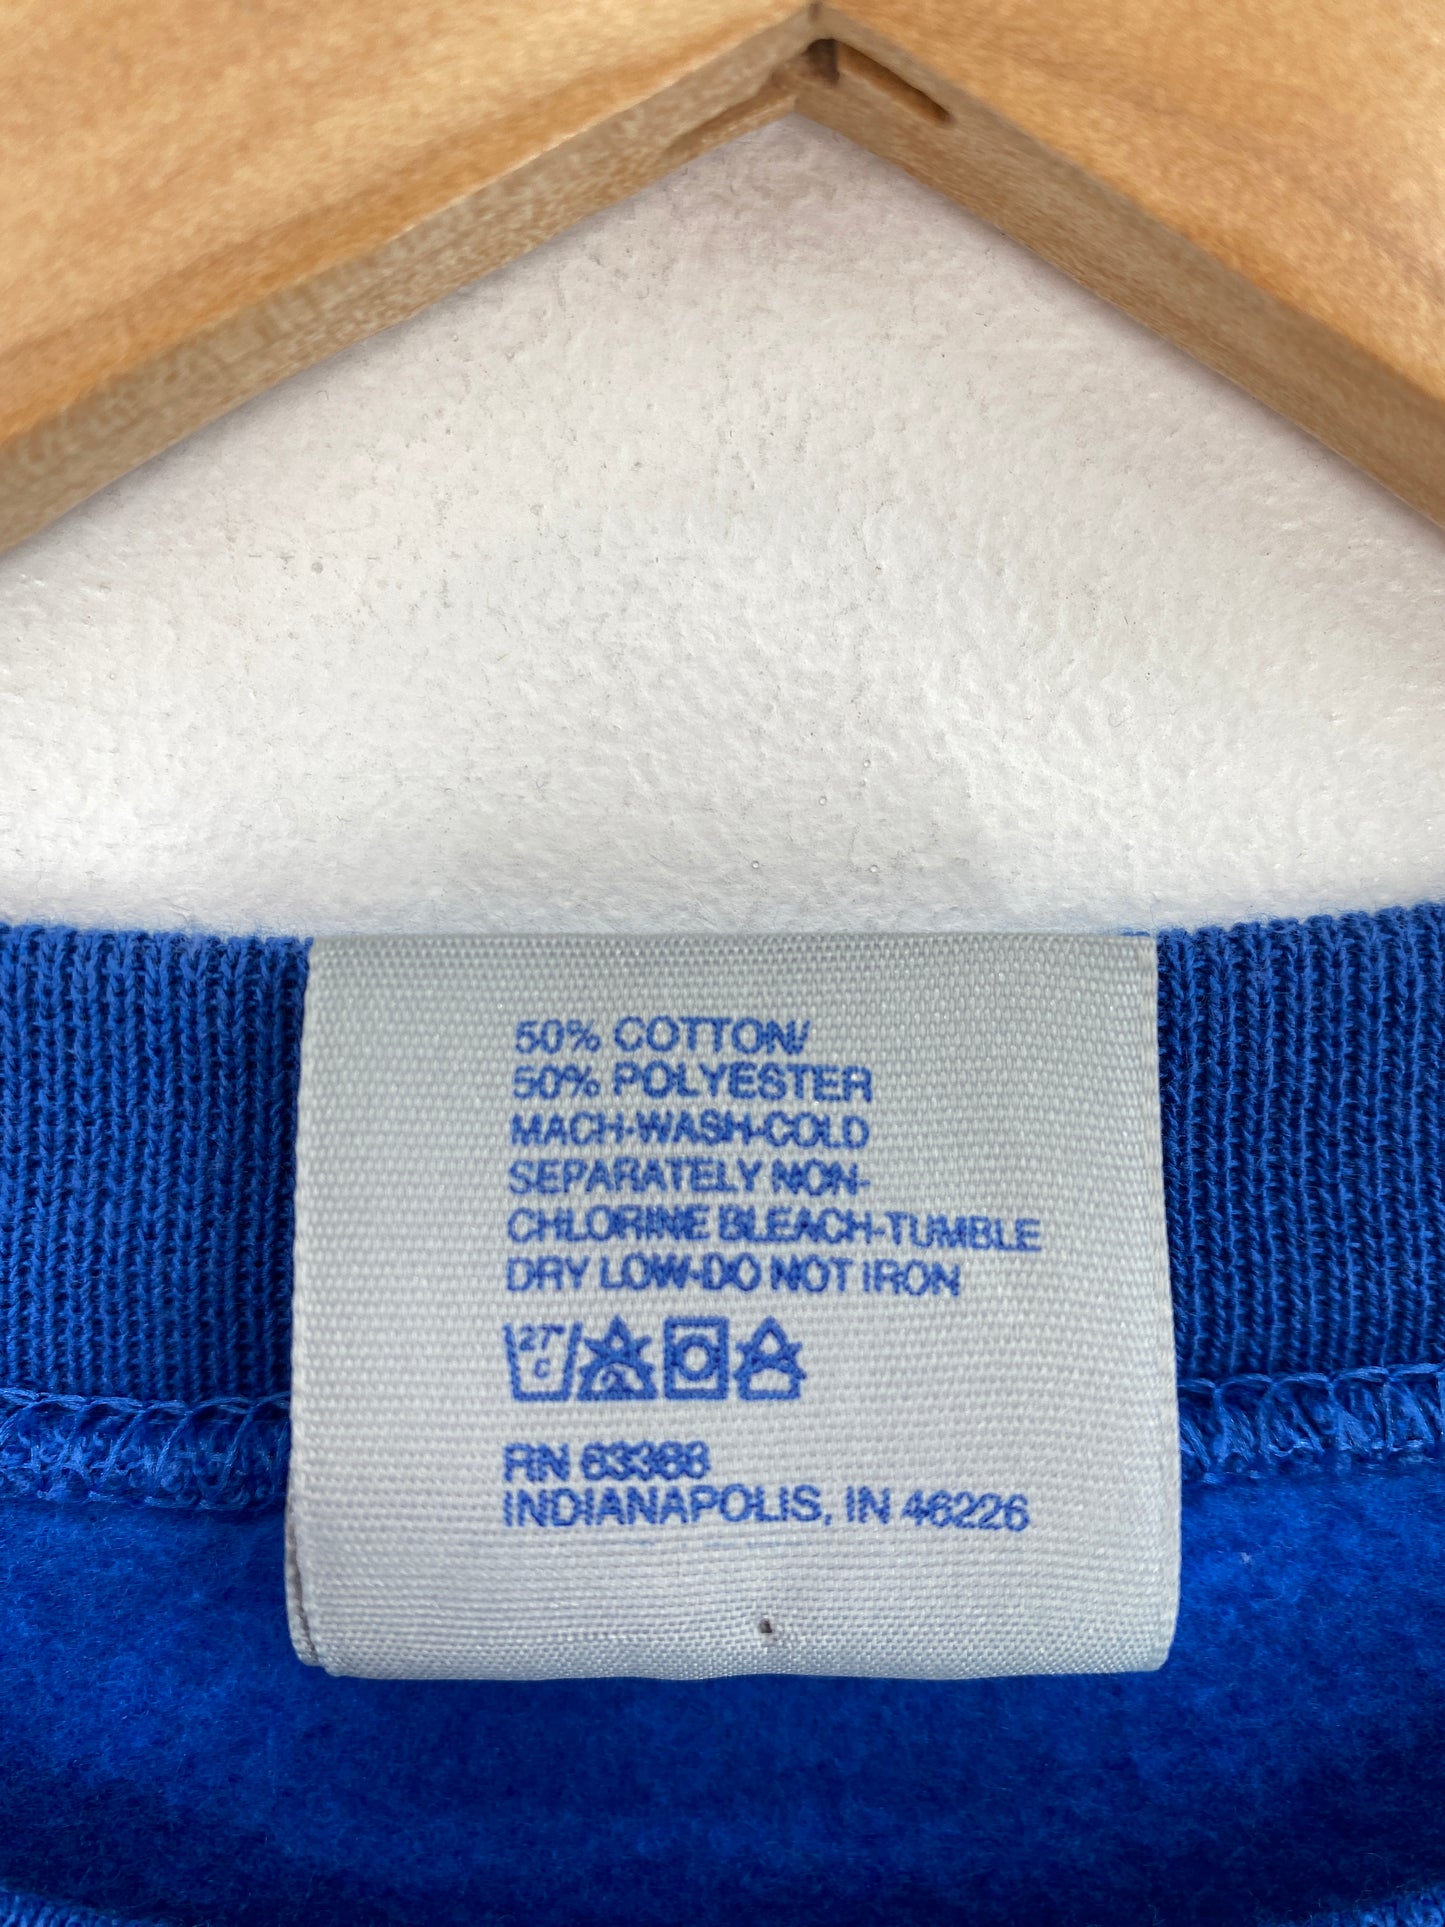 50% COTTON/
50% POLYESTER
MACH-WASH-COLD
SEPARATELY NON-
CHLORINE BLEACH-TUMBLE
DRY LOW-DO NOT IRON
27°
C
RN 63368
INDIANAPOLIS, IN 46226